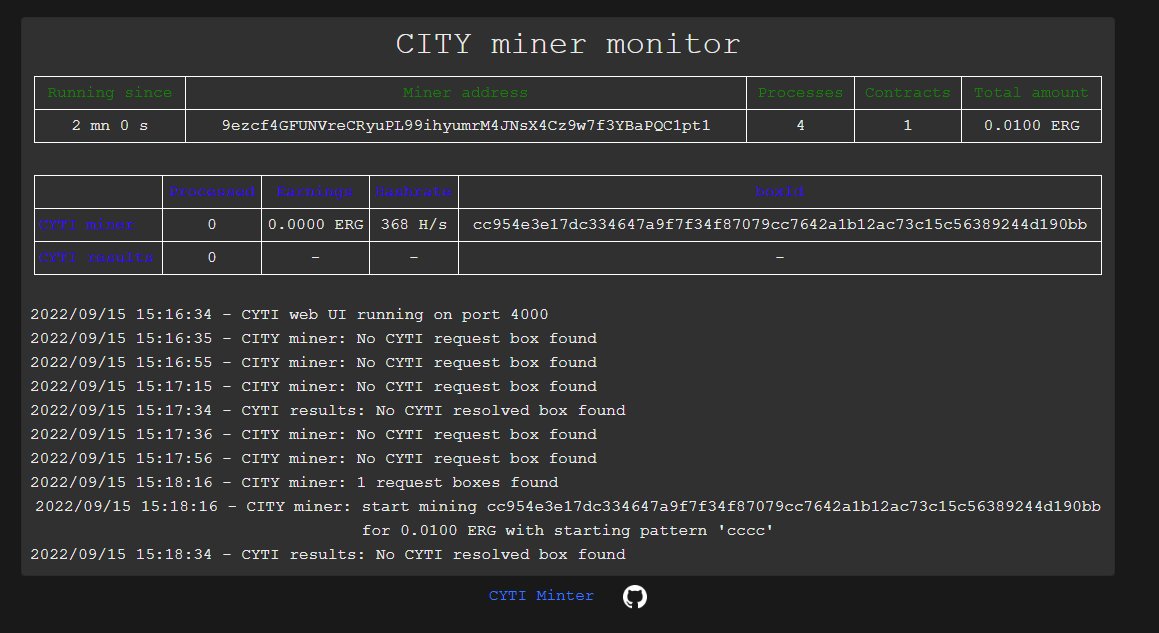 CITY miner monitor
Running since Miner address Processes Contracts Total amount
2 mn 0 s 9ezcf4GFUNVreCRyuPL99ihyumrM4JNsX4Cz9w7f3YBaPQC1pt1 4 1 0.0100 ERG
Processed Earnings Hashrate boxId
CYTI miner 0 0.0000 ERG 368 H/s cc954e3e17dc334647a9f7f34f87079cc7642a1b12ac73c15c56389244d190bb
CYTI results 0 – – –
2022/09/15 15:16:34 – CYTI web UI running on port 4000
2022/09/15 15:16:35 – CITY miner: No CYTI request box found
2022/09/15 15:16:55 – CITY miner: No CYTI request box found
2022/09/15 15:17:15 – CITY miner: No CYTI request box found
2022/09/15 15:17:34 – CYTI results: No CYTI resolved box found
2022/09/15 15:17:36 – CITY miner: No CYTI request box found
2022/09/15 15:17:56 – CITY miner: No CYTI request box found
2022/09/15 15:18:16 – CITY miner: 1 request boxes found
2022/09/15 15:18:16 – CITY miner: start mining cc954e3e17dc334647a9f7f34f87079cc7642a1b12ac73c15c56389244d190bb
for 0.0100 ERG with starting pattern 'cccc'
2022/09/15 15:18:34 – CYTI results: No CYTI resolved box found
CYTI Minter